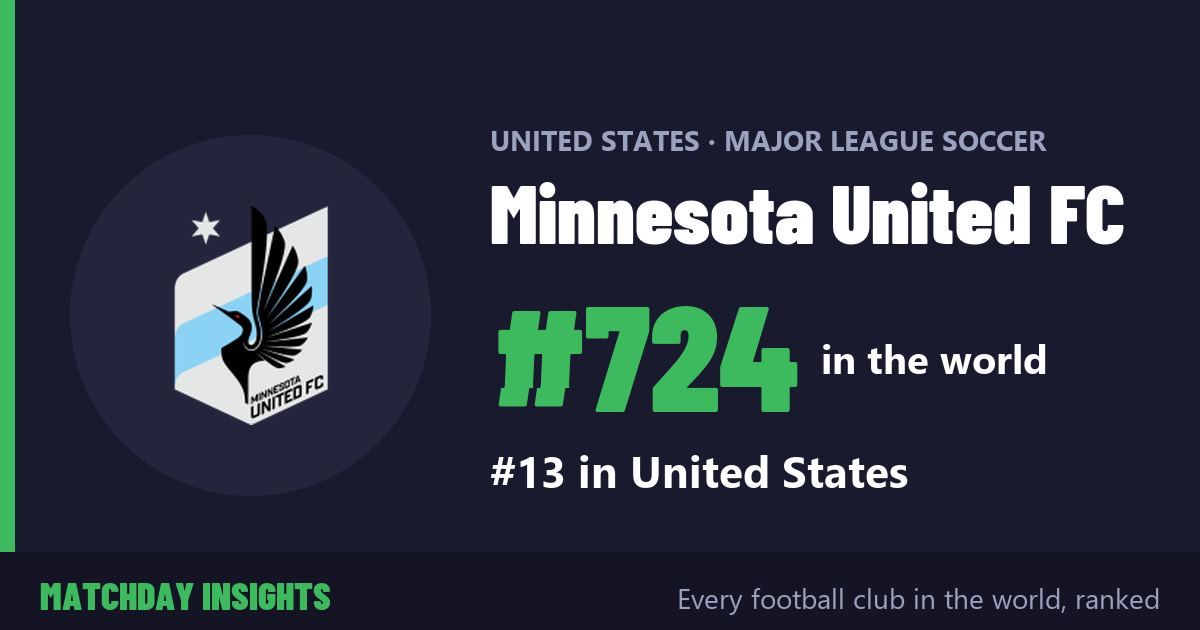 UNITED STATES · MAJOR LEAGUE SOCCER
Minnesota United FC
MINNESOTA
UNITED FC
#724 in the world
#13 in United States
MATCHDAY INSIGHTS
Every football club in the world, ranked